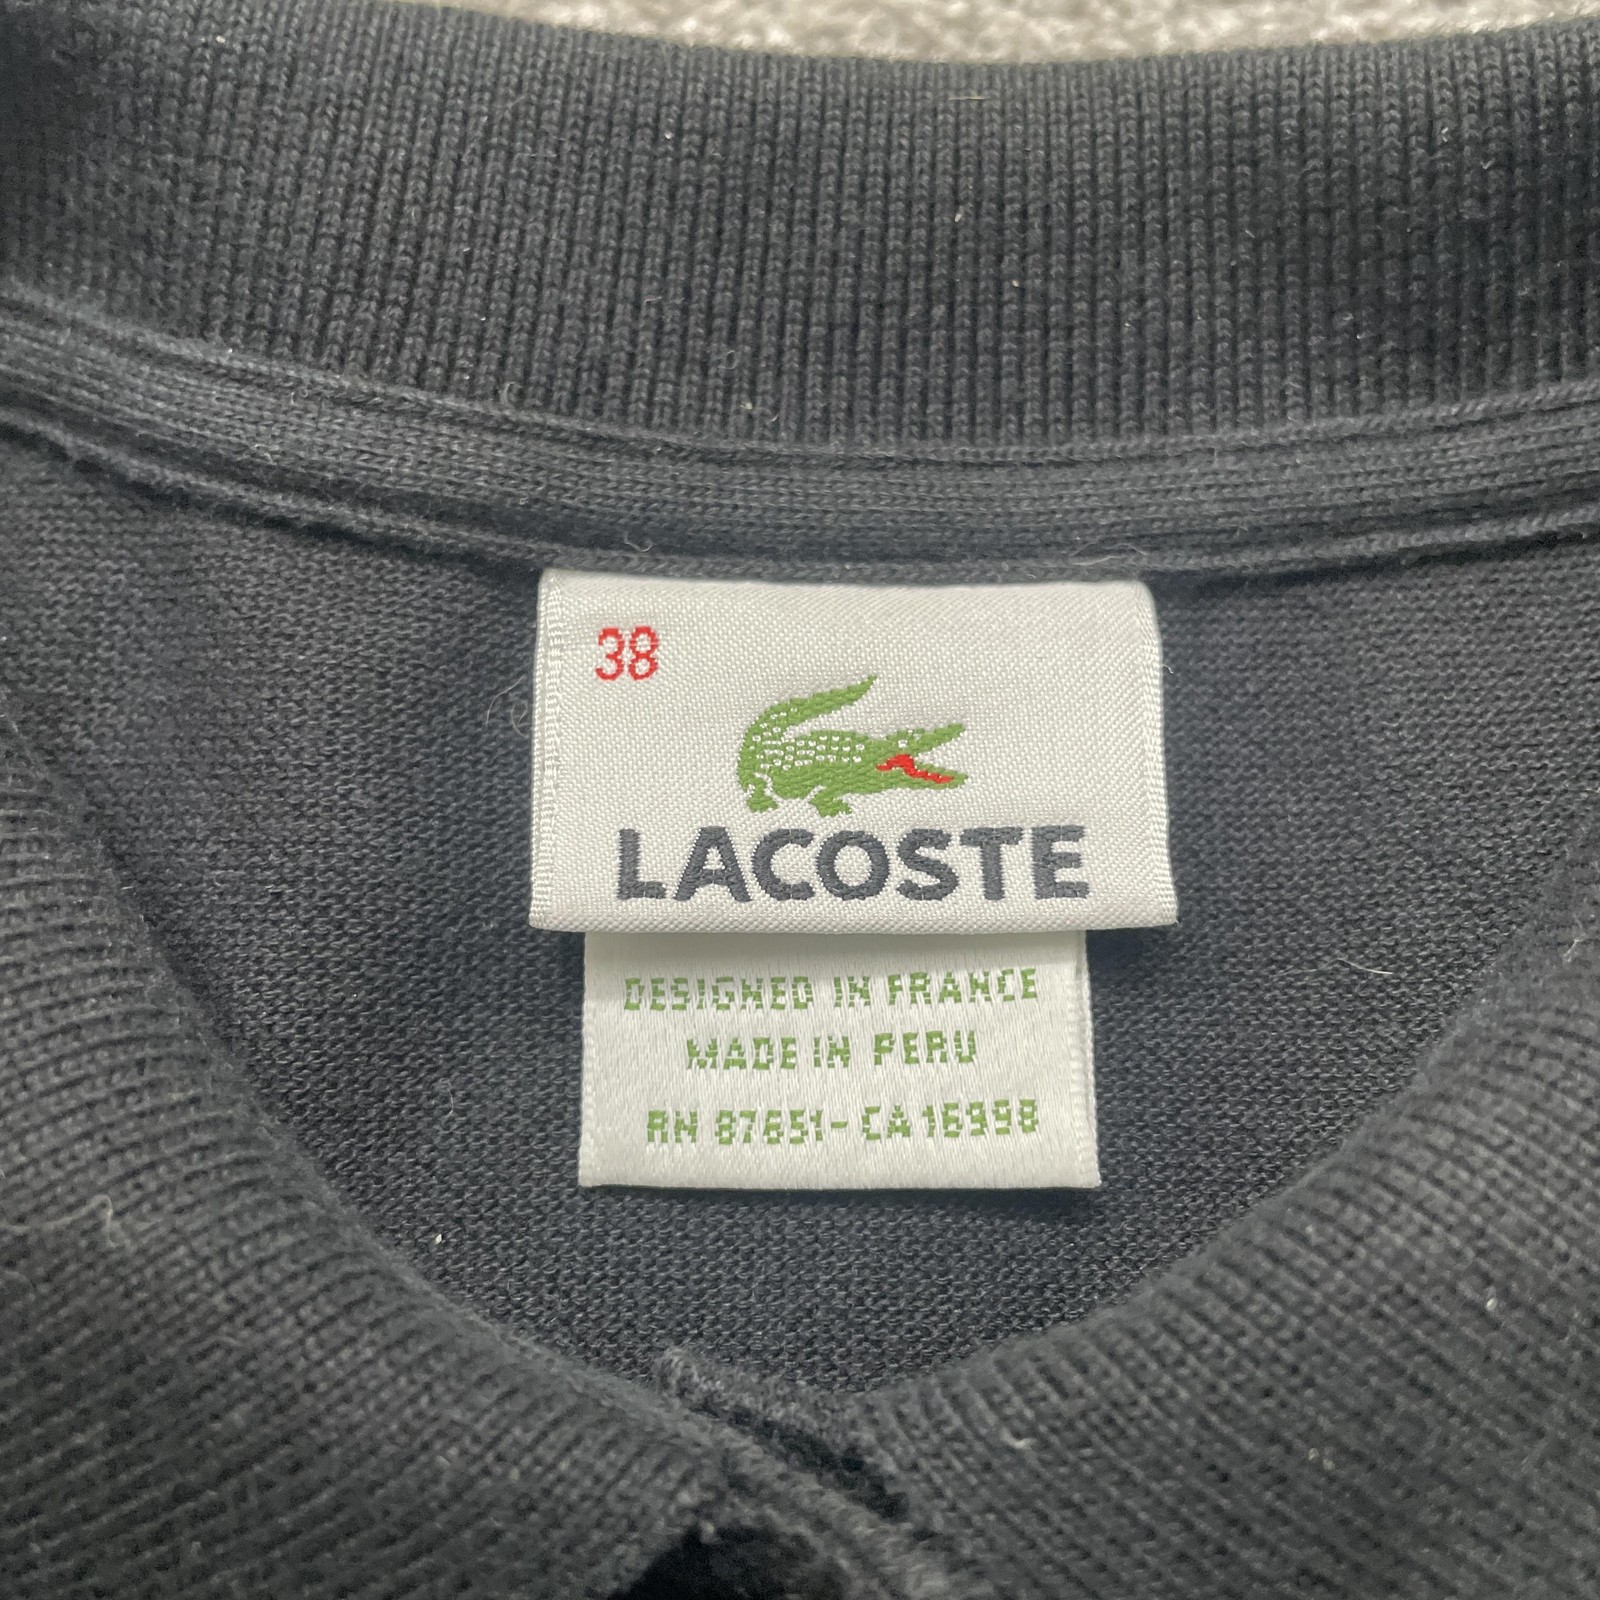 38
LACOSTE
DESIGNED IN FRANCE
MADE IN PERU
RN 87651-CA 16998